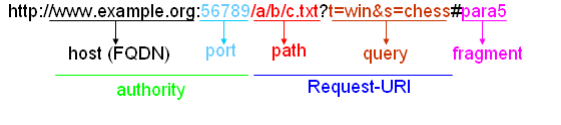 http://www.example.org:56789/a/b/c.txt?t=win&s=chess#para5
host (FQDN) port path query fragment
authority Request-URI